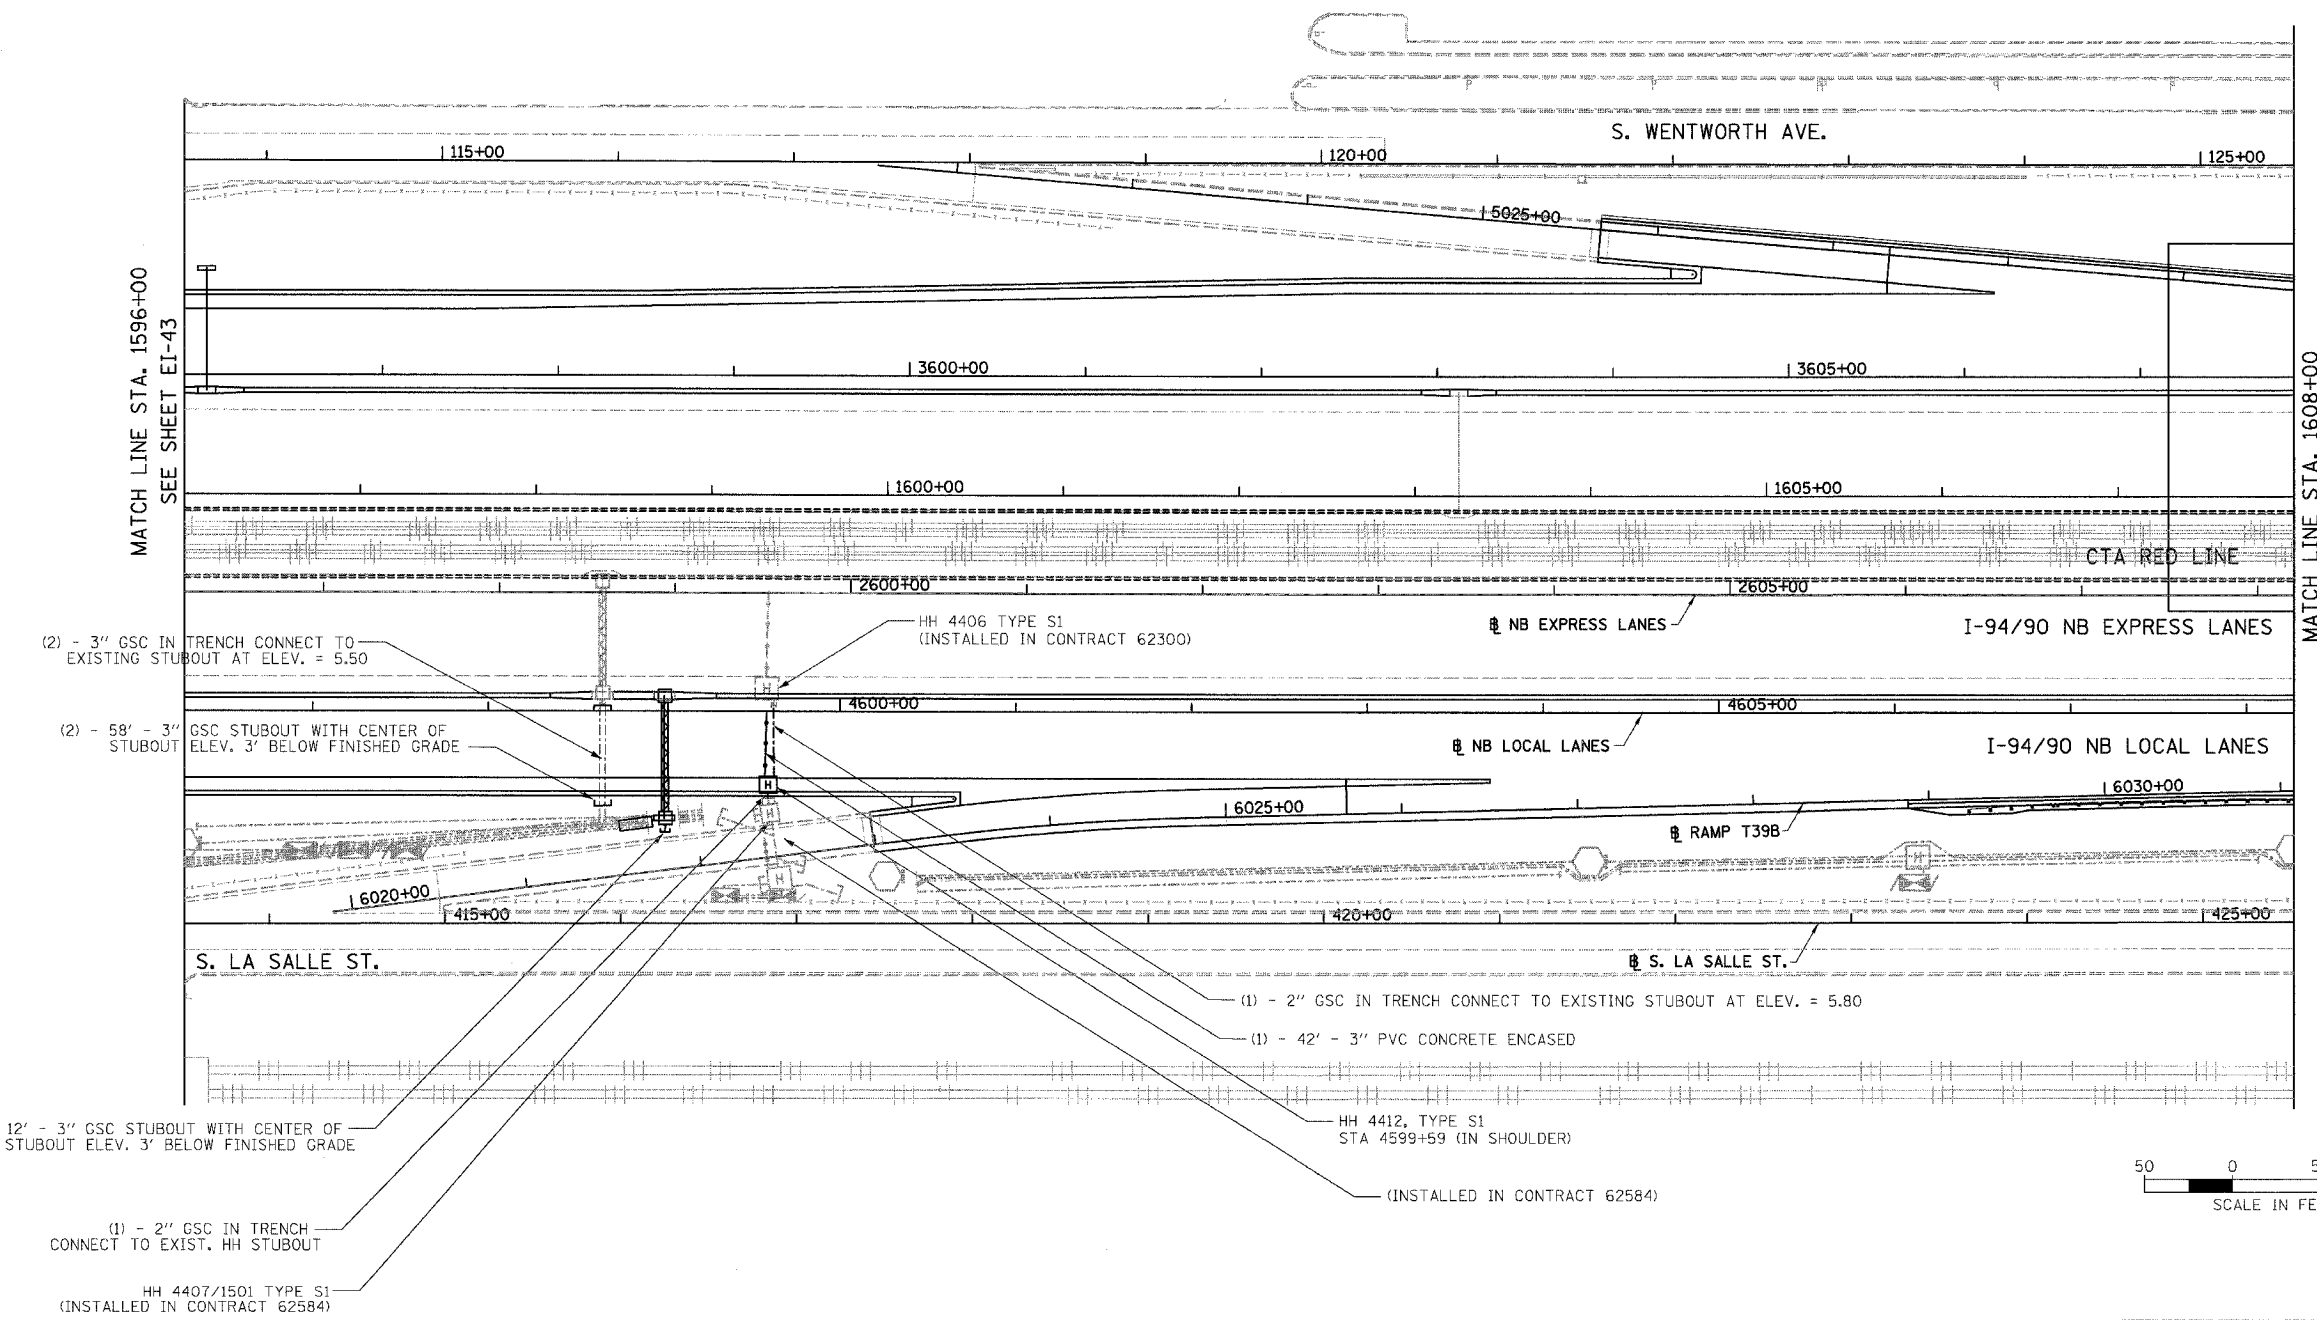 S. WENTWORTH AVE.
115+00
120+00
125+00
5025+00
MATCH LINE STA. 1596+00
SEE SHEET EI-43
3600+00
3605+00
MATCH LINE STA. 1608+00
1600+00
1605+00
CTA RED LINE
2600+00
2605+00
HH 4406 TYPE S1
(INSTALLED IN CONTRACT 62300)
℄ NB EXPRESS LANES
I-94/90 NB EXPRESS LANES
(2) - 3" GSC IN TRENCH CONNECT TO
EXISTING STUBOUT AT ELEV. = 5.50
H
4600+00
4605+00
(2) - 58' - 3" GSC STUBOUT WITH CENTER OF
STUBOUT ELEV. 3' BELOW FINISHED GRADE
℄ NB LOCAL LANES
I-94/90 NB LOCAL LANES
H
H
6025+00
6030+00
℄ RAMP T39B
H
H
6020+00
415+00
420+00
425+00
S. LA SALLE ST.
℄ S. LA SALLE ST.
(1) - 2" GSC IN TRENCH CONNECT TO EXISTING STUBOUT AT ELEV. = 5.80
(1) - 42' - 3" PVC CONCRETE ENCASED
12' - 3" GSC STUBOUT WITH CENTER OF
STUBOUT ELEV. 3' BELOW FINISHED GRADE
HH 4412, TYPE S1
STA 4599+59 (IN SHOULDER)
(INSTALLED IN CONTRACT 62584)
50 0 5
SCALE IN FE
(1) - 2" GSC IN TRENCH
CONNECT TO EXIST. HH STUBOUT
HH 4407/1501 TYPE S1
(INSTALLED IN CONTRACT 62584)